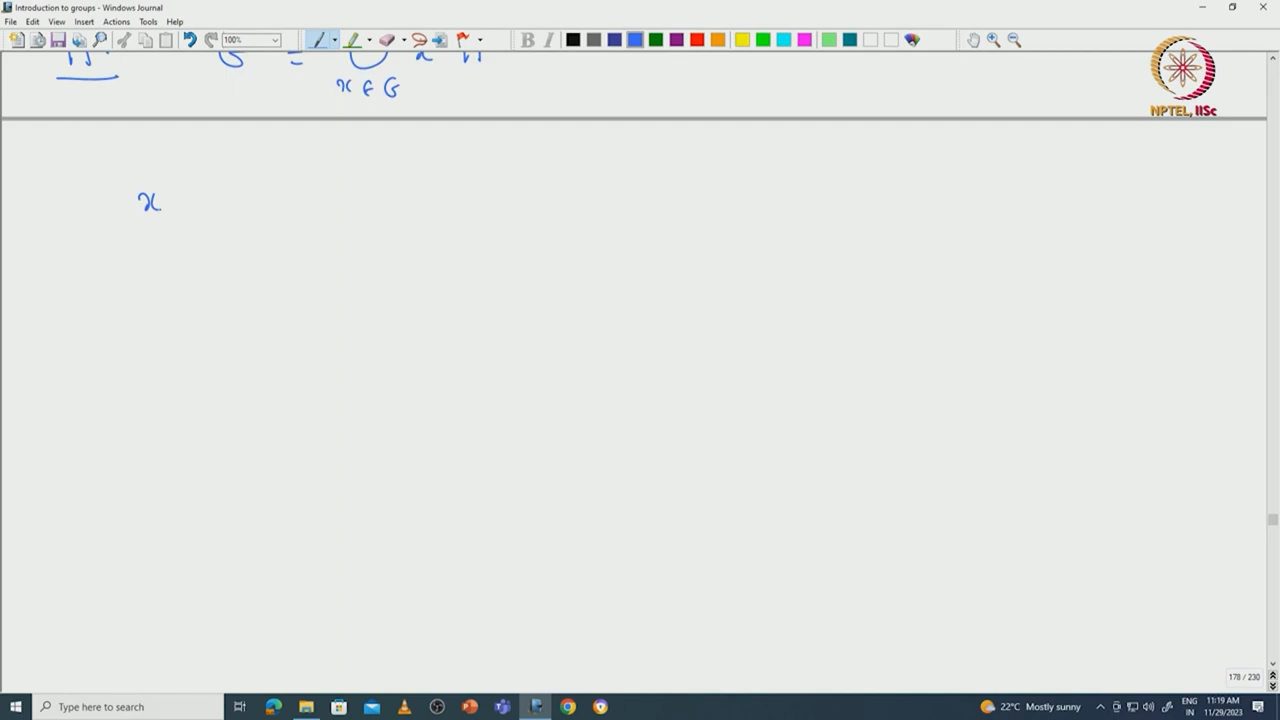 Introduction to groups - Windows Journal
File Edit View Insert Actions Tools Help
100% B I
G = ∪ x H
x ∈ G
NPTEL, IISc
x
178 / 230
Type here to search
22°C Mostly sunny
ENG 11:19 AM
IN 11/29/2023